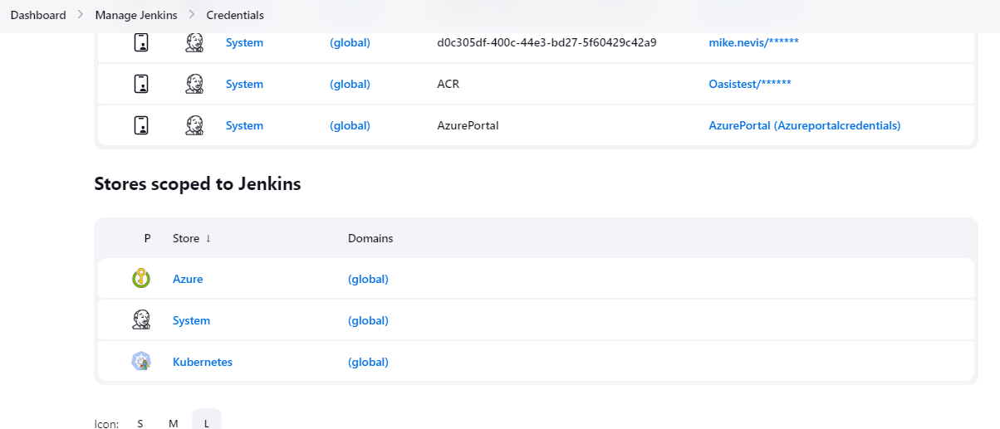 Dashboard > Manage Jenkins > Credentials
System (global) d0c305df-400c-44e3-bd27-5f60429c42a9 mike.nevis/******
System (global) ACR Oasistest/******
System (global) AzurePortal AzurePortal (Azureportalcredentials)
Stores scoped to Jenkins
P Store ↓ Domains
Azure (global)
System (global)
Kubernetes (global)
Icon: S M L